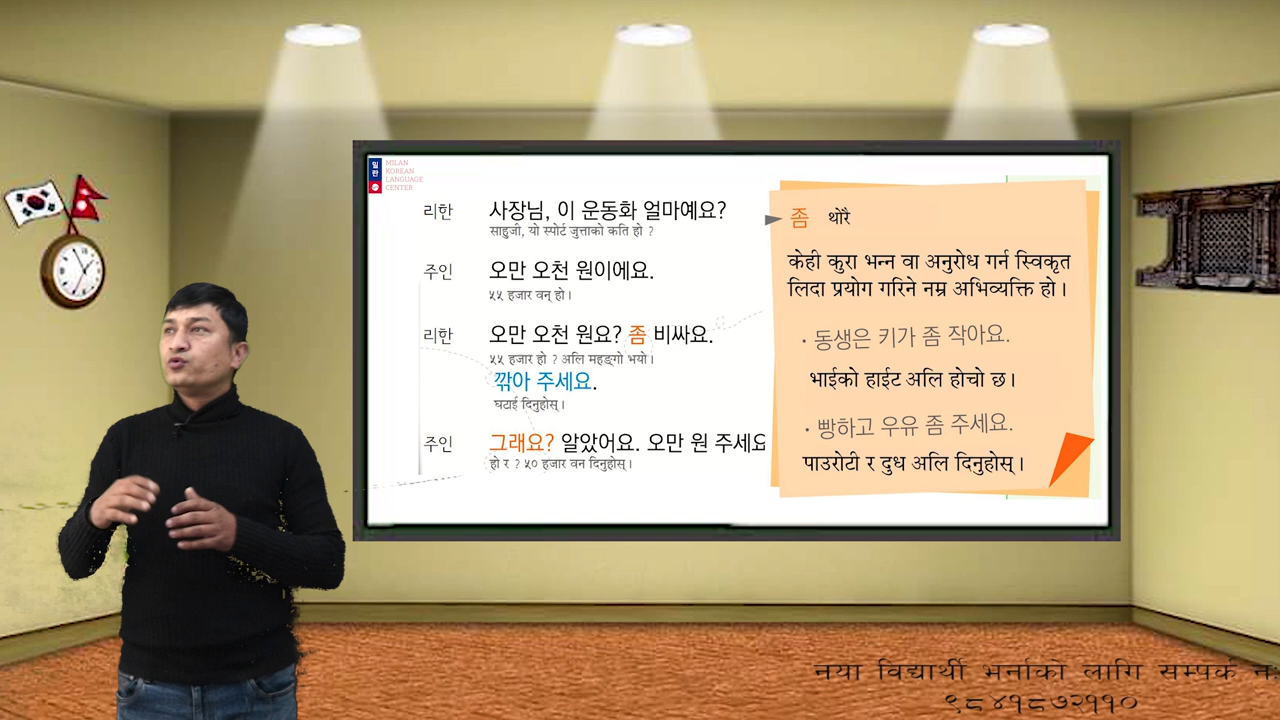 밀란
MILAN
KOREAN
LANGUAGE
CENTER
리한 사장님, 이 운동화 얼마예요?
साहुजी, यो स्पोर्ट जुत्ताको कति हो ?
주인 오만 오천 원이에요.
५५ हजार वन् हो।
리한 오만 오천 원요? 좀 비싸요.
५५ हजार हो ? अलि महङ्गो भयो।
깎아 주세요.
घटाई दिनुहोस्।
주인 그래요? 알았어요. 오만 원 주세요
हो र ? ५० हजार वन दिनुहोस्।
좀 थोरै
केही कुरा भन्न वा अनुरोध गर्न स्विकृत
लिदा प्रयोग गरिने नम्र अभिव्यक्ति हो।
· 동생은 키가 좀 작아요.
भाईको हाईट अलि होचो छ।
· 빵하고 우유 좀 주세요.
पाउरोटी र दुध अलि दिनुहोस्।
नया विद्यार्थी भर्नाको लागि सम्पर्क नः
९८४१८७२११०